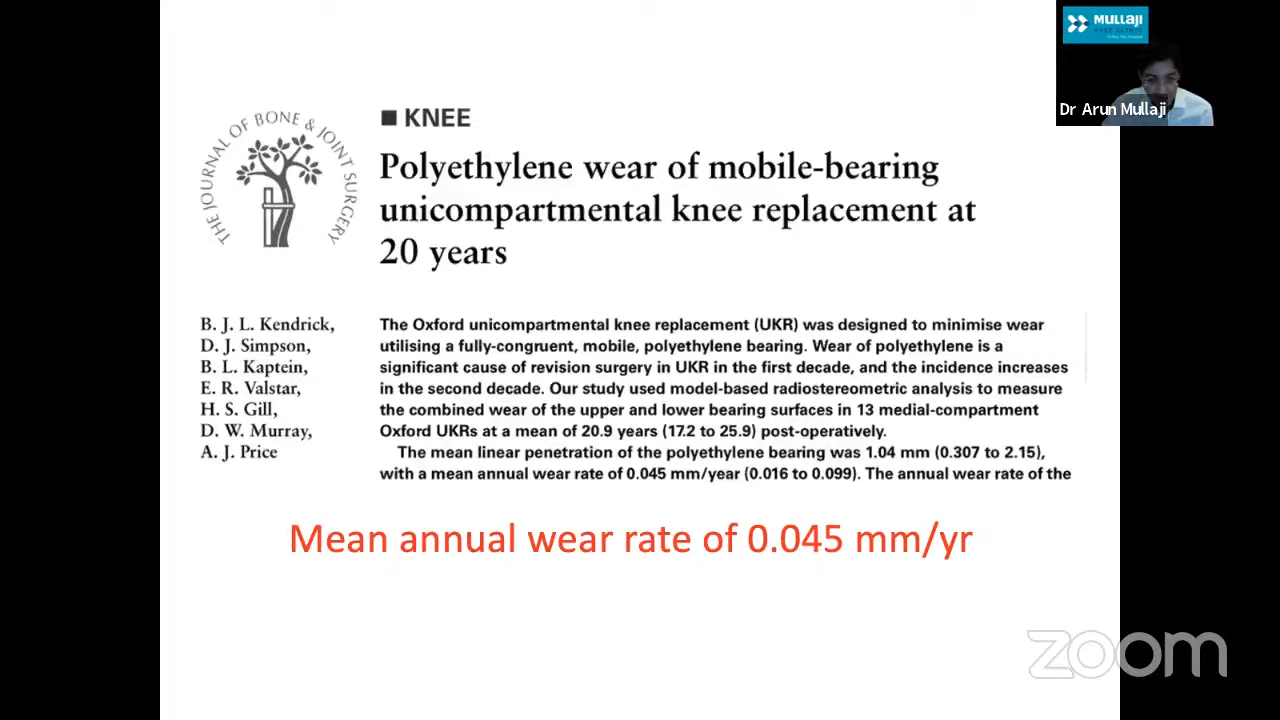 MULLAJI
KNEE CLINIC
Dr Arun Mullaji
THE JOURNAL OF BONE & JOINT SURGERY
■ KNEE
Polyethylene wear of mobile-bearing
unicompartmental knee replacement at
20 years
B. J. L. Kendrick,
D. J. Simpson,
B. L. Kaptein,
E. R. Valstar,
H. S. Gill,
D. W. Murray,
A. J. Price
The Oxford unicompartmental knee replacement (UKR) was designed to minimise wear
utilising a fully-congruent, mobile, polyethylene bearing. Wear of polyethylene is a
significant cause of revision surgery in UKR in the first decade, and the incidence increases
in the second decade. Our study used model-based radiostereometric analysis to measure
the combined wear of the upper and lower bearing surfaces in 13 medial-compartment
Oxford UKRs at a mean of 20.9 years (17.2 to 25.9) post-operatively.
The mean linear penetration of the polyethylene bearing was 1.04 mm (0.307 to 2.15),
with a mean annual wear rate of 0.045 mm/year (0.016 to 0.099). The annual wear rate of the
Mean annual wear rate of 0.045 mm/yr
zoom